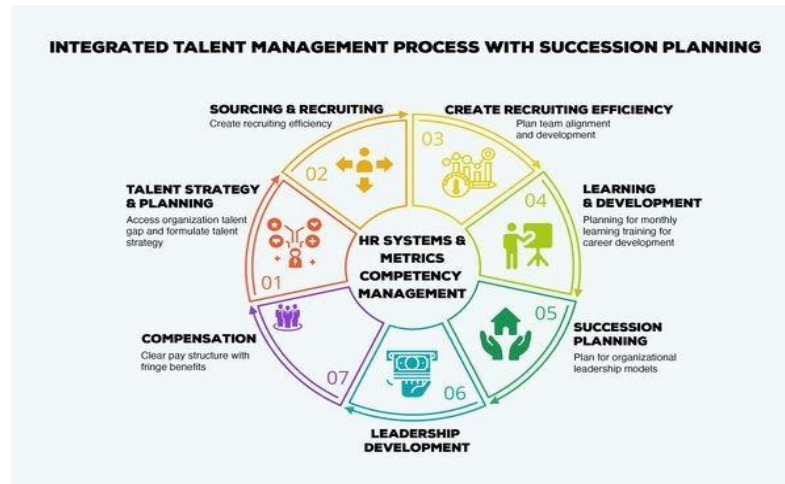 INTEGRATED TALENT MANAGEMENT PROCESS WITH SUCCESSION PLANNING
SOURCING & RECRUITING
Create recruiting efficiency
CREATE RECRUITING EFFICIENCY
Plan team alignment
and development
02
03
TALENT STRATEGY
& PLANNING
Access organization talent
gap and formulate talent
strategy
01
04
LEARNING
& DEVELOPMENT
Planning for monthly
learning training for
career development
HR SYSTEMS &
METRICS
COMPETENCY
MANAGEMENT
05
SUCCESSION
PLANNING
Plan for organizational
leadership models
COMPENSATION
Clear pay structure with
fringe benefits
07
06
LEADERSHIP
DEVELOPMENT